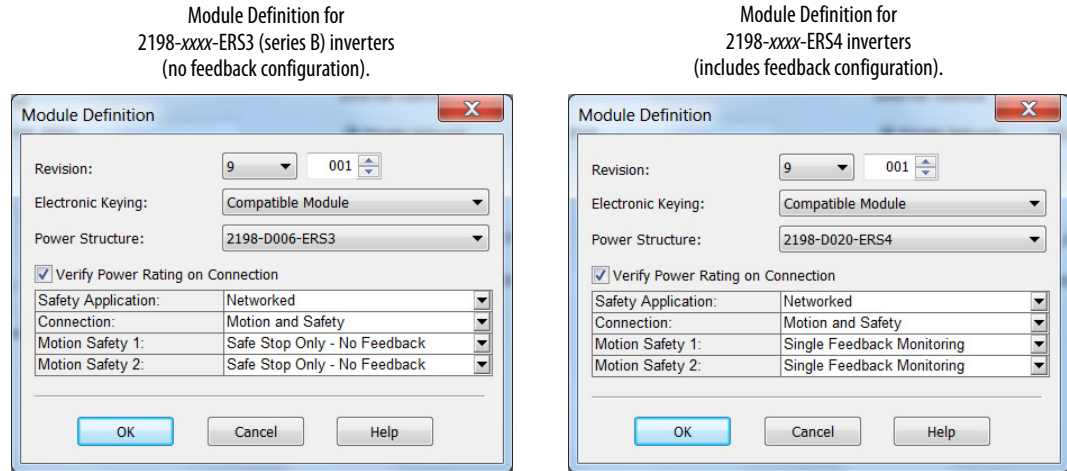 Module Definition for
2198-xxxx-ERS3 (series B) inverters
(no feedback configuration).
Module Definition
Revision: 9 001
Electronic Keying: Compatible Module
Power Structure: 2198-D006-ERS3
Verify Power Rating on Connection
Safety Application: Networked
Connection: Motion and Safety
Motion Safety 1: Safe Stop Only - No Feedback
Motion Safety 2: Safe Stop Only - No Feedback
OK Cancel Help
Module Definition for
2198-xxxx-ERS4 inverters
(includes feedback configuration).
Module Definition
Revision: 9 001
Electronic Keying: Compatible Module
Power Structure: 2198-D020-ERS4
Verify Power Rating on Connection
Safety Application: Networked
Connection: Motion and Safety
Motion Safety 1: Single Feedback Monitoring
Motion Safety 2: Single Feedback Monitoring
OK Cancel Help